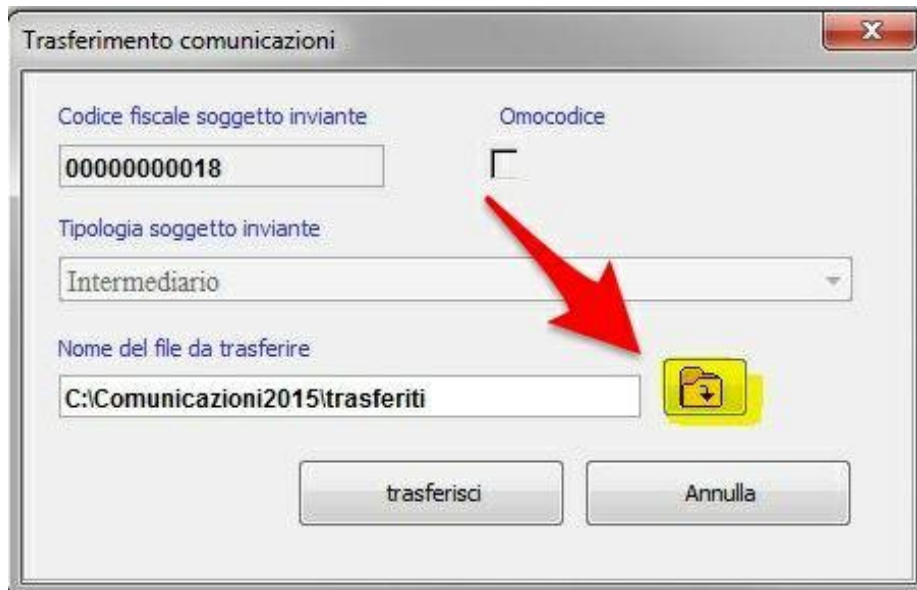 Trasferimento comunicazioni
Codice fiscale soggetto inviante Omocodice
00000000018
Tipologia soggetto inviante
Intermediario
Nome del file da trasferire
C:\Comunicazioni2015\trasferiti
trasferisci Annulla